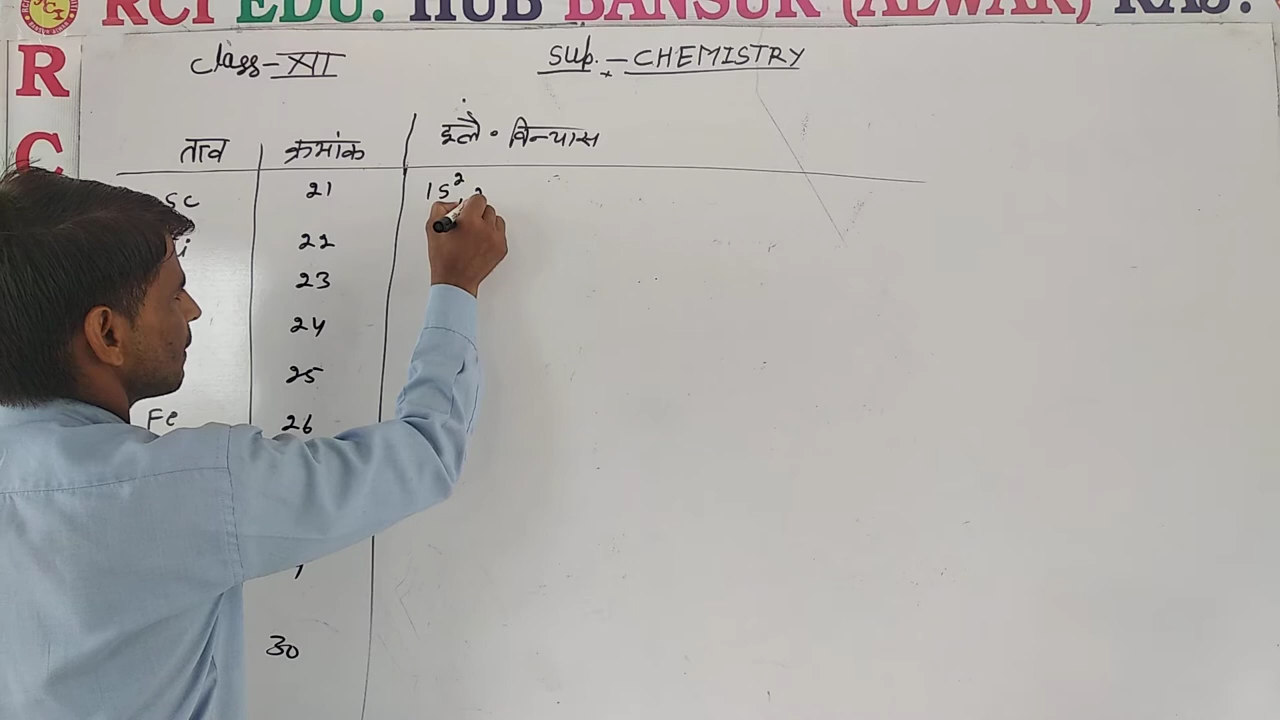 RCI EDU. HUB BANSUR (ALWAR) RAJ.
R
C
Class-XII
Sub.-CHEMISTRY
तत्व क्रमांक इलै॰ विन्यास
Sc 21 1s² 2
i 22
23
24
25
Fe 26
30